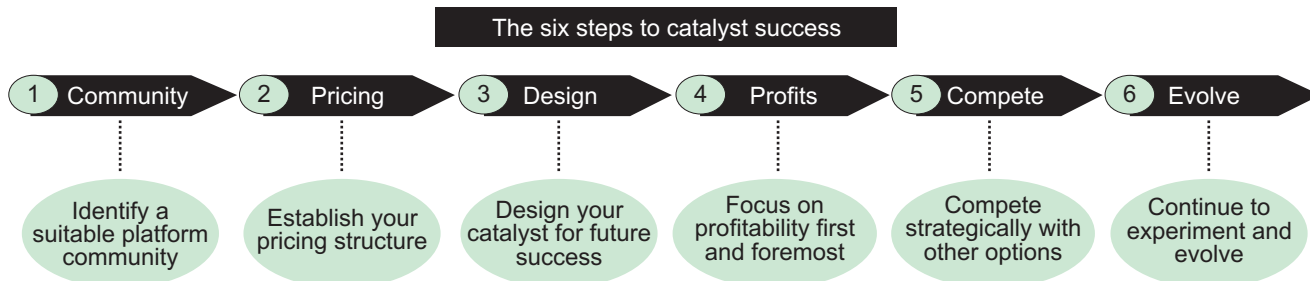 The six steps to catalyst success
1 Community
2 Pricing
3 Design
4 Profits
5 Compete
6 Evolve
Identify a
suitable platform
community
Establish your
pricing structure
Design your
catalyst for future
success
Focus on
profitability first
and foremost
Compete
strategically with
other options
Continue to
experiment and
evolve